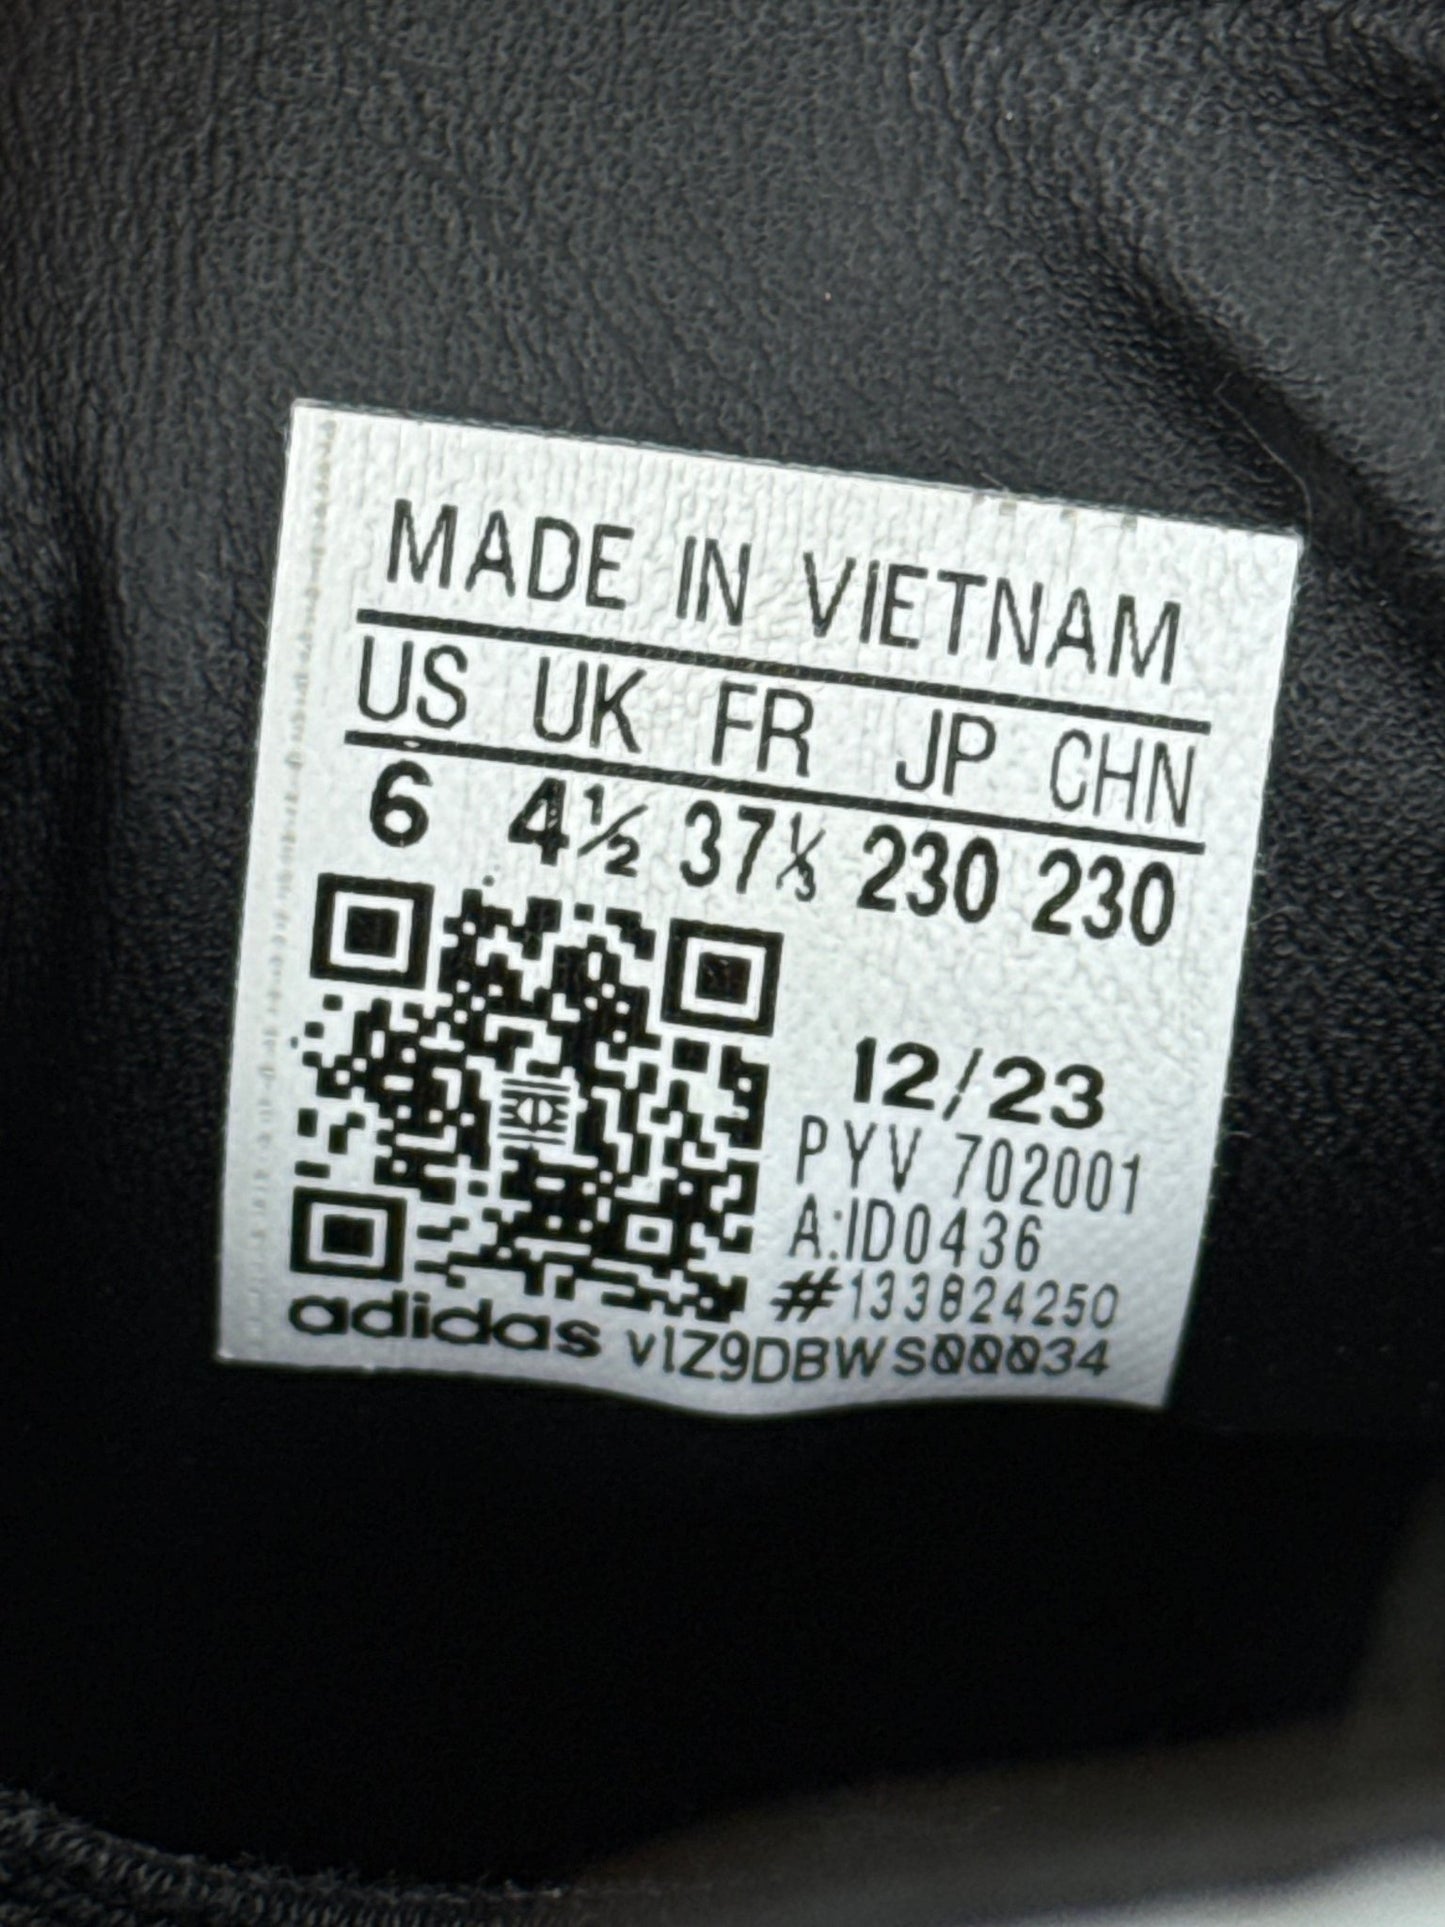 MADE IN VIETNAM
US UK FR JP CHN
6 4½ 37⅓ 230 230
12/23
PYV 702001
A:ID0436
#133824250
adidas v1Z9DBWS00034